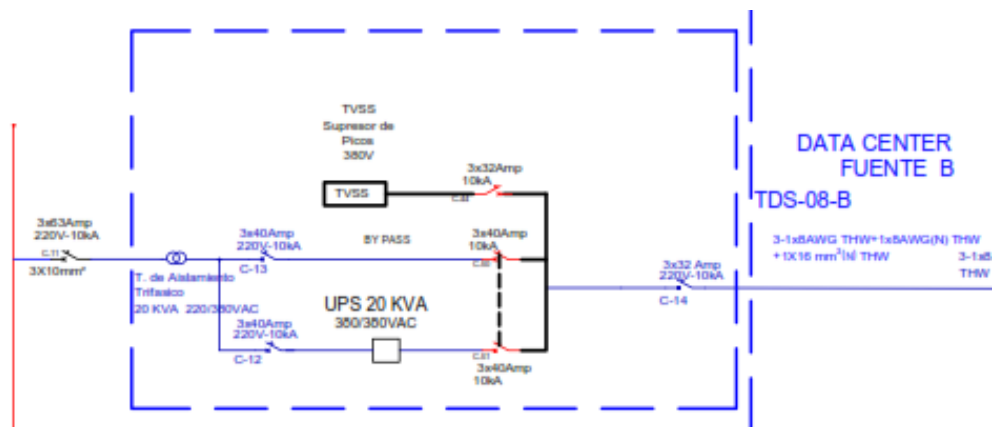 TVSS
Supresor de
Picos
380V
TVSS
3x32Amp
10kA
DATA CENTER
FUENTE B
TDS-08-B
3x63Amp
220V-10kA
C-11
3X10mm²
T. de Aislamiento
Trifasico
20 KVA 220/380VAC
3x40Amp
220V-10kA
C-13
BY PASS
3x40Amp
10kA
3-1x8AWG THW+1x8AWG(N) THW
+1X16 mm²(N) THW
3-1x8
THW
3x32 Amp
220V-10kA
C-14
UPS 20 KVA
380/380VAC
3x40Amp
220V-10kA
C-12
3x40Amp
10kA